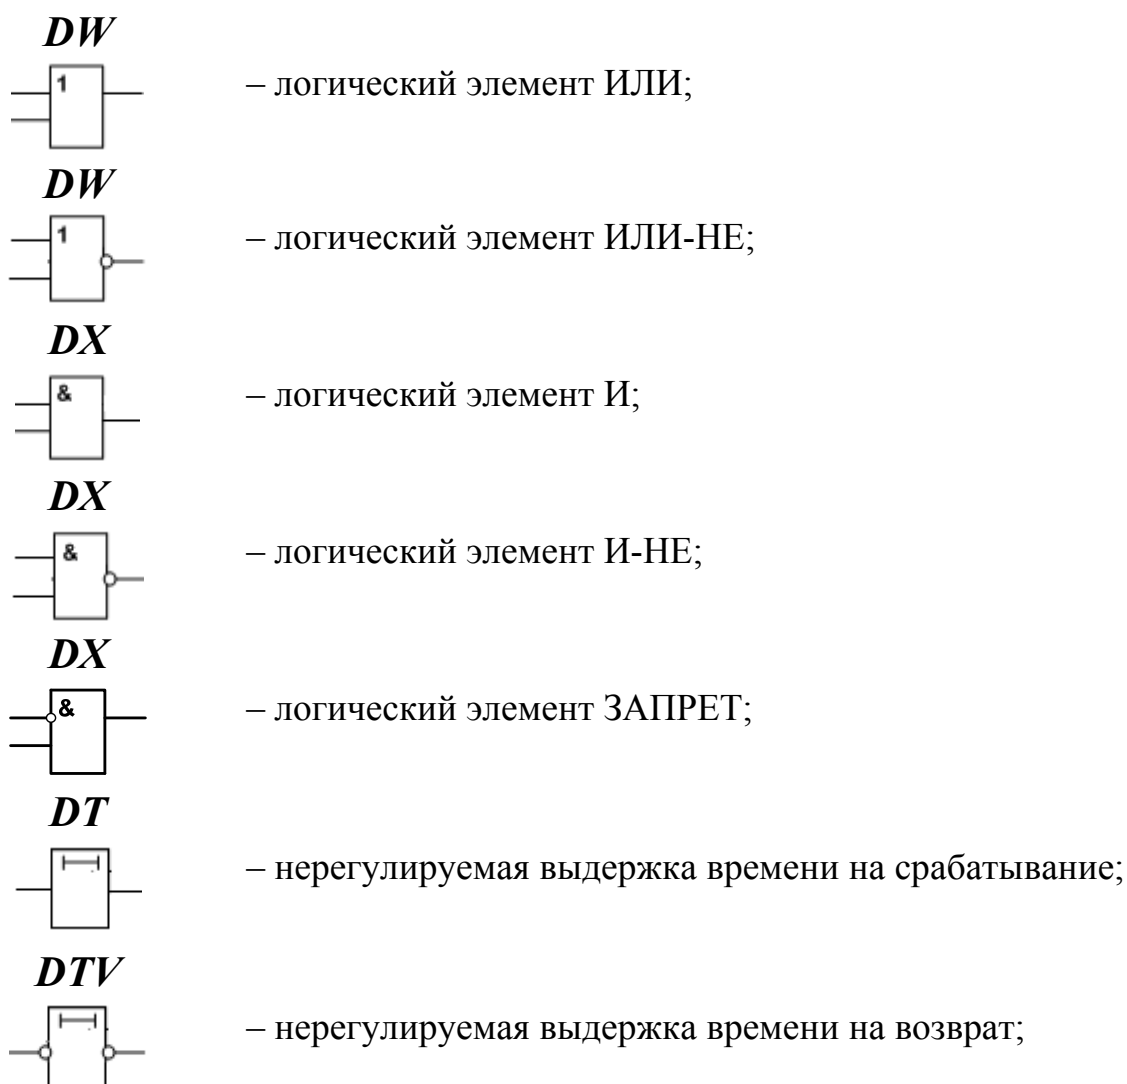 DW
1
– логический элемент ИЛИ;
DW
1
– логический элемент ИЛИ-НЕ;
DX
&
– логический элемент И;
DX
&
– логический элемент И-НЕ;
DX
&
– логический элемент ЗАПРЕТ;
DT
– нерегулируемая выдержка времени на срабатывание;
DTV
– нерегулируемая выдержка времени на возврат;